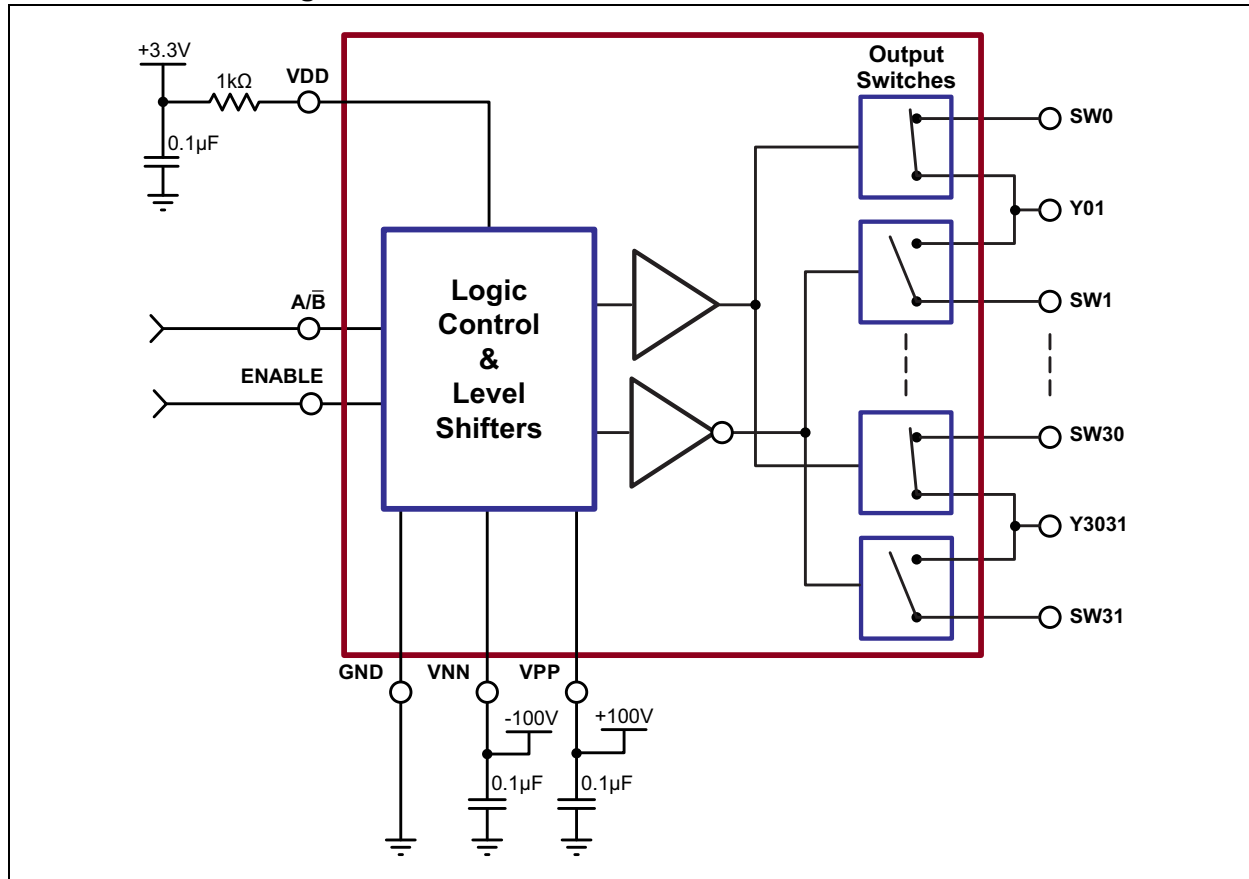 +3.3V
1kΩ
VDD
0.1µF
Output
Switches
SW0
Y01
SW1
A/B̅
ENABLE
Logic
Control
&
Level
Shifters
SW30
Y3031
SW31
GND
VNN
VPP
-100V
+100V
0.1µF
0.1µF